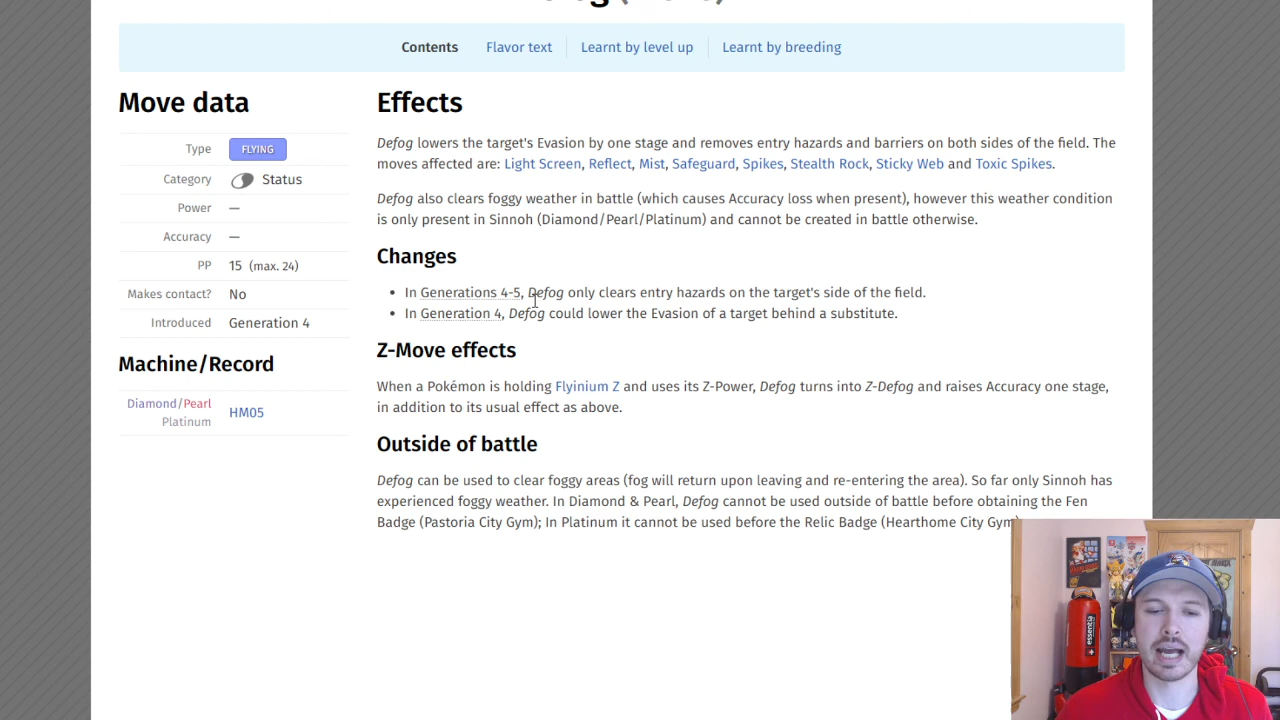 Contents Flavor text Learnt by level up Learnt by breeding
Move data
Type FLYING
Category Status
Power —
Accuracy —
PP 15 (max. 24)
Makes contact? No
Introduced Generation 4
Machine/Record
Diamond/Pearl
Platinum
HM05
Effects
Defog lowers the target's Evasion by one stage and removes entry hazards and barriers on both sides of the field. The
moves affected are: Light Screen, Reflect, Mist, Safeguard, Spikes, Stealth Rock, Sticky Web and Toxic Spikes.
Defog also clears foggy weather in battle (which causes Accuracy loss when present), however this weather condition
is only present in Sinnoh (Diamond/Pearl/Platinum) and cannot be created in battle otherwise.
Changes
• In Generations 4-5, Defog only clears entry hazards on the target's side of the field.
• In Generation 4, Defog could lower the Evasion of a target behind a substitute.
Z-Move effects
When a Pokémon is holding Flyinium Z and uses its Z-Power, Defog turns into Z-Defog and raises Accuracy one stage,
in addition to its usual effect as above.
Outside of battle
Defog can be used to clear foggy areas (fog will return upon leaving and re-entering the area). So far only Sinnoh has
experienced foggy weather. In Diamond & Pearl, Defog cannot be used outside of battle before obtaining the Fen
Badge (Pastoria City Gym); In Platinum it cannot be used before the Relic Badge (Hearthome City Gym)
essentia